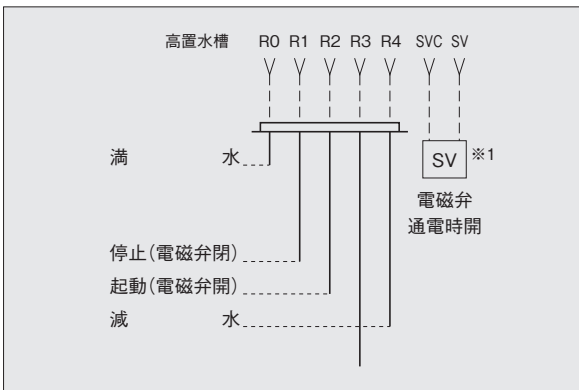 高置水槽 R0 R1 R2 R3 R4 SVC SV
満 水
SV ※1
電磁弁
通電時開
停止(電磁弁閉)
起動(電磁弁開)
減 水